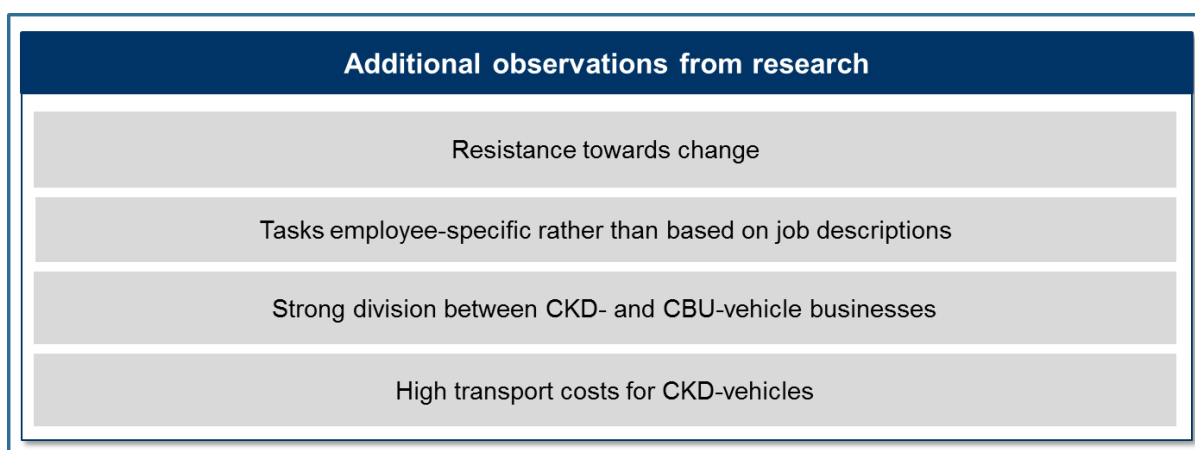 Additional observations from research
Resistance towards change
Tasks employee-specific rather than based on job descriptions
Strong division between CKD- and CBU-vehicle businesses
High transport costs for CKD-vehicles